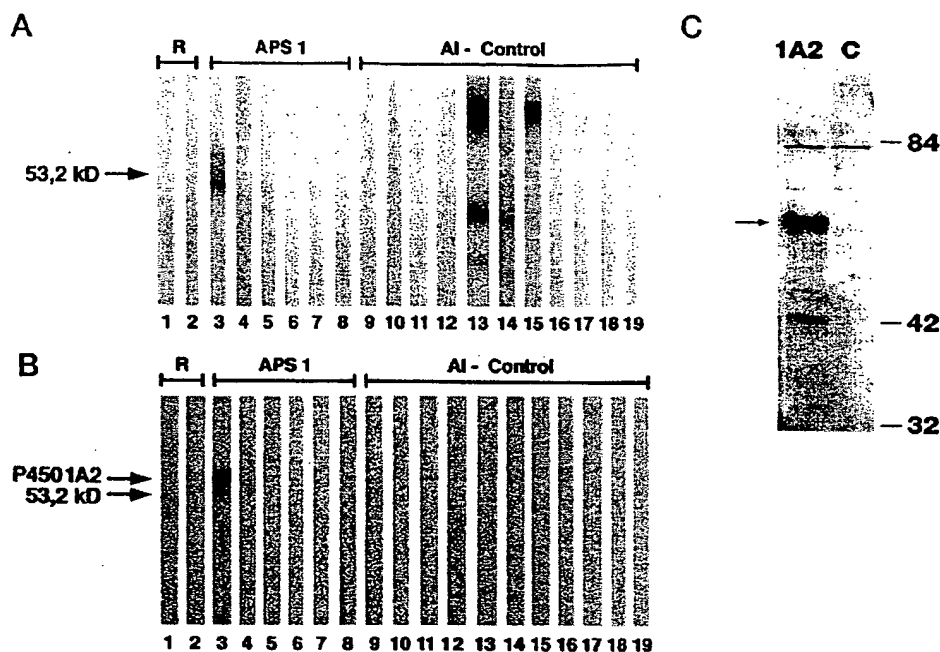 A
R APS 1 AI - Control
53,2 kD
1 2 3 4 5 6 7 8 9 10 11 12 13 14 15 16 17 18 19
B
R APS 1 AI - Control
P4501A2
53,2 kD
1 2 3 4 5 6 7 8 9 10 11 12 13 14 15 16 17 18 19
C
1A2 C
84
42
32